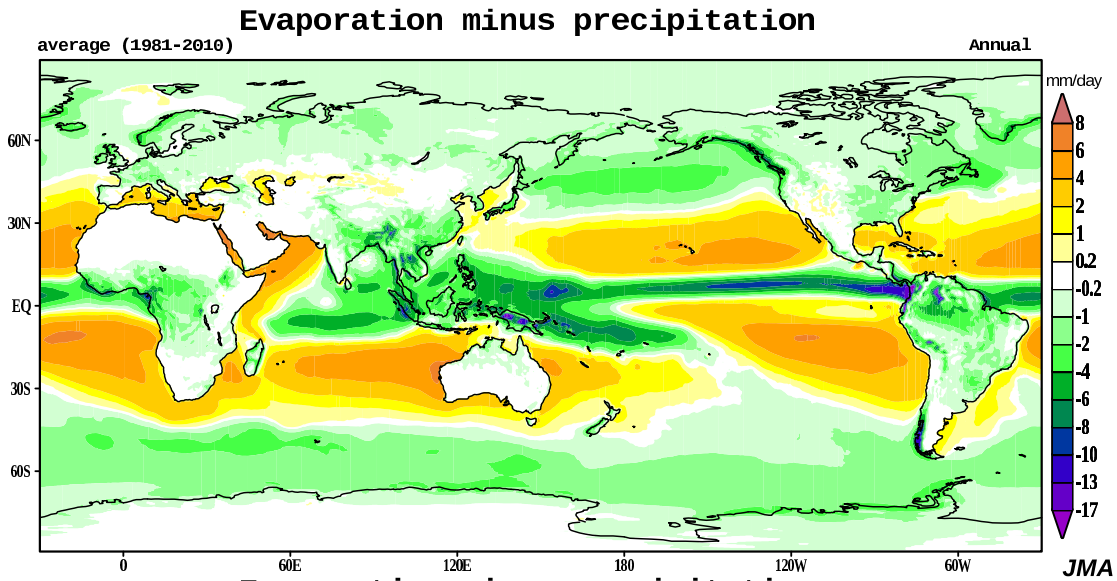 Evaporation minus precipitation
average (1981-2010) Annual
mm/day
8
6
4
2
1
0.2
-0.2
-1
-2
-4
-6
-8
-10
-13
-17
60N
30N
EQ
30S
60S
0 60E 120E 180 120W 60W
JMA